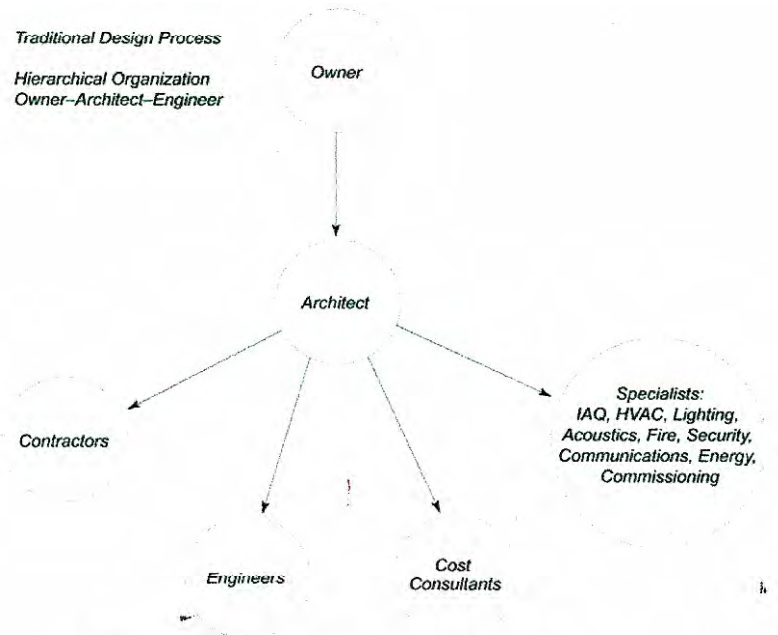 Traditional Design Process
Hierarchical Organization
Owner–Architect–Engineer
Owner
Architect
Contractors
Specialists:
IAQ, HVAC, Lighting,
Acoustics, Fire, Security,
Communications, Energy,
Commissioning
Engineers
Cost
Consultants